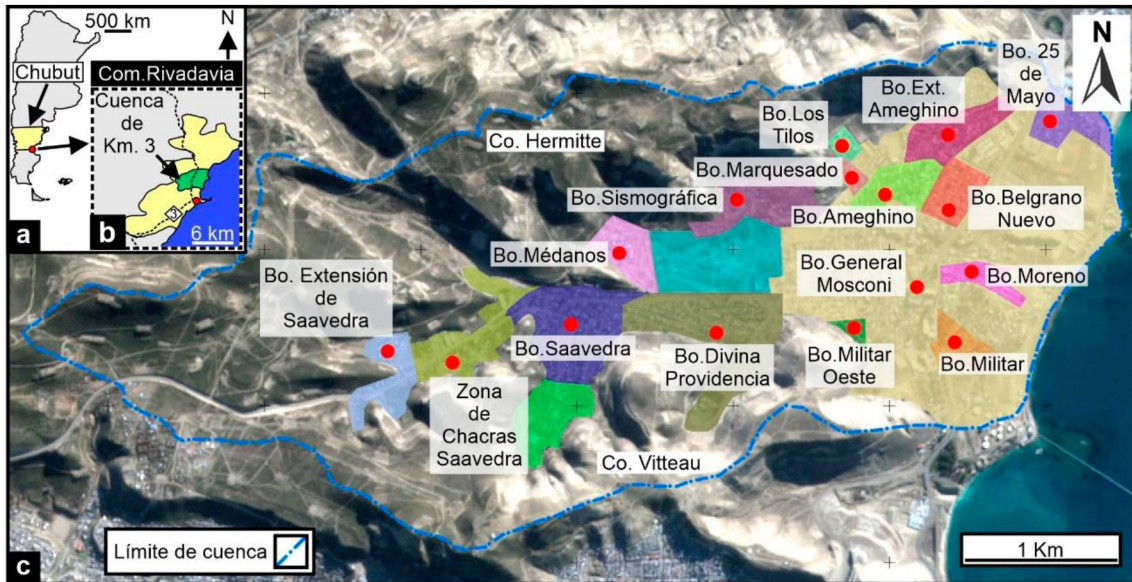 500 km
N
Chubut
Com.Rivadavia
Cuenca
de
Km. 3
3
6 km
a
b
N
Bo. 25
de
Mayo
Bo.Ext.
Ameghino
Bo.Los
Tilos
Co. Hermitte
Bo.Marquesado
Bo.Sismográfica
Bo.Ameghino
Bo.Belgrano
Nuevo
Bo.Médanos
Bo.General
Mosconi
Bo.Moreno
Bo. Extensión
de
Saavedra
Bo.Saavedra
Bo.Divina
Providencia
Bo.Militar
Oeste
Bo.Militar
Zona
de
Chacras
Saavedra
Co. Vitteau
c
Límite de cuenca
1 Km